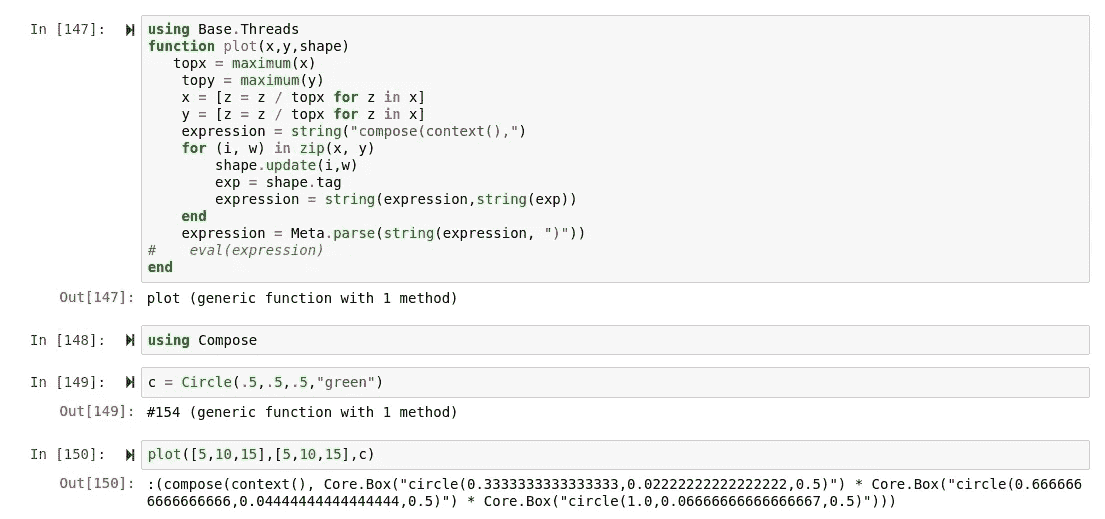 In [147]: using Base.Threads
function plot(x,y,shape)
   topx = maximum(x)
    topy = maximum(y)
    x = [z = z / topx for z in x]
    y = [z = z / topx for z in x]
    expression = string("compose(context(),")
    for (i, w) in zip(x, y)
        shape.update(i,w)
        exp = shape.tag
        expression = string(expression,string(exp))
    end
    expression = Meta.parse(string(expression, ")"))
#    eval(expression)
end
Out[147]: plot (generic function with 1 method)
In [148]: using Compose
In [149]: c = Circle(.5,.5,.5,"green")
Out[149]: #154 (generic function with 1 method)
In [150]: plot([5,10,15],[5,10,15],c)
Out[150]: :(compose(context(), Core.Box("circle(0.3333333333333333,0.02222222222222222,0.5)") * Core.Box("circle(0.666666
6666666666,0.04444444444444444,0.5)") * Core.Box("circle(1.0,0.06666666666666667,0.5)")))